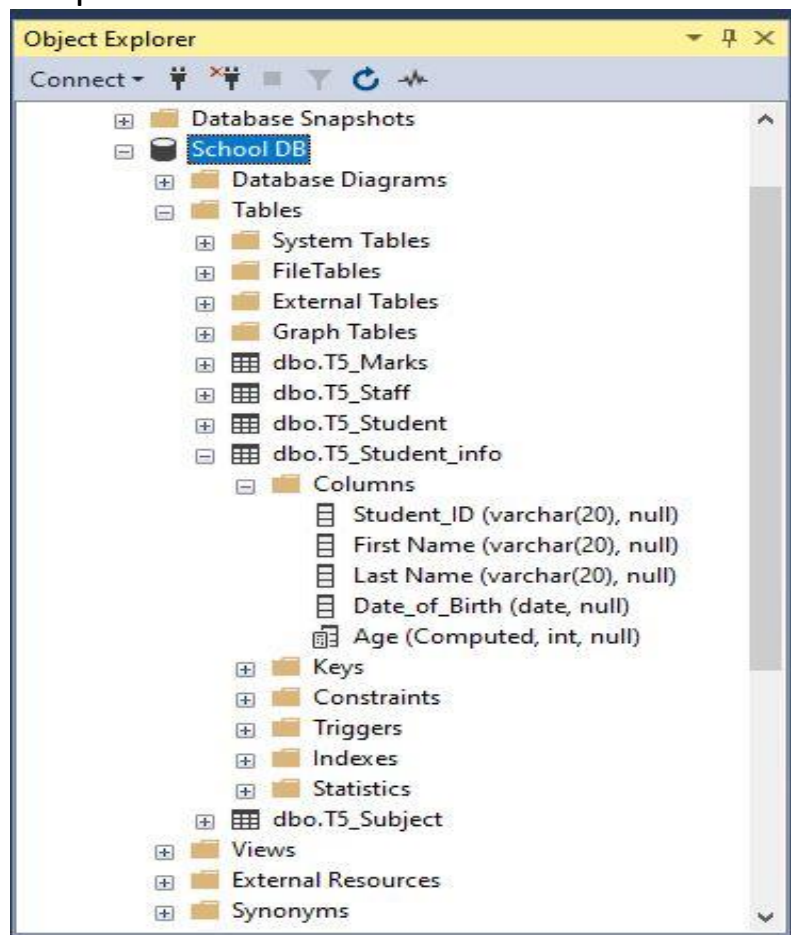 Object Explorer
Connect
Database Snapshots
School DB
Database Diagrams
Tables
System Tables
FileTables
External Tables
Graph Tables
dbo.T5_Marks
dbo.T5_Staff
dbo.T5_Student
dbo.T5_Student_info
Columns
Student_ID (varchar(20), null)
First Name (varchar(20), null)
Last Name (varchar(20), null)
Date_of_Birth (date, null)
Age (Computed, int, null)
Keys
Constraints
Triggers
Indexes
Statistics
dbo.T5_Subject
Views
External Resources
Synonyms